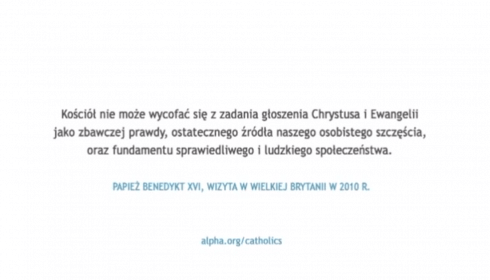 Kościół nie może wycofać się z zadania głoszenia Chrystusa i Ewangelii
jako zbawczej prawdy, ostatecznego źródła naszego osobistego szczęścia,
oraz fundamentu sprawiedliwego i ludzkiego społeczeństwa.
PAPIEŻ BENEDYKT XVI, WIZYTA W WIELKIEJ BRYTANII W 2010 R.
alpha.org/catholics